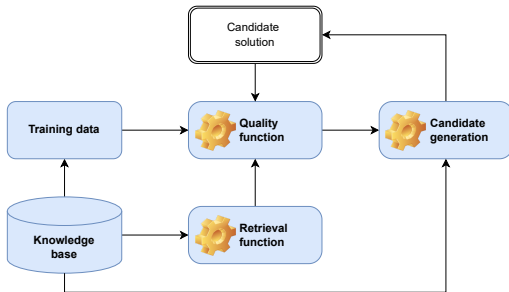 Candidate
solution
Training data
Quality
function
Candidate
generation
Knowledge
base
Retrieval
function